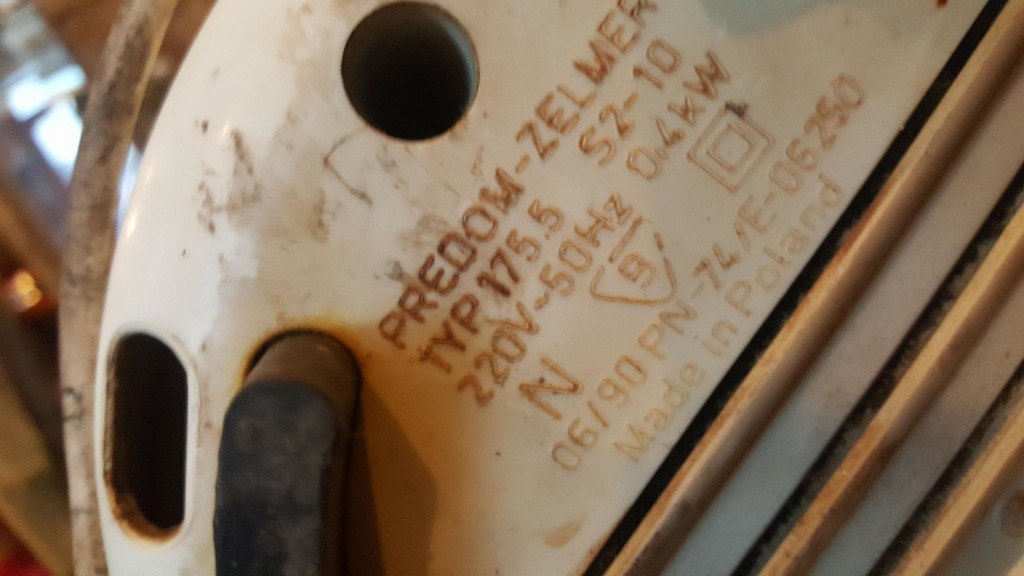 PREDOM-ZELMER
TYP 175.5 S2-10
220V~50Hz 0.4kW
N B
06/90 PN-74/E-06250
Made in Poland